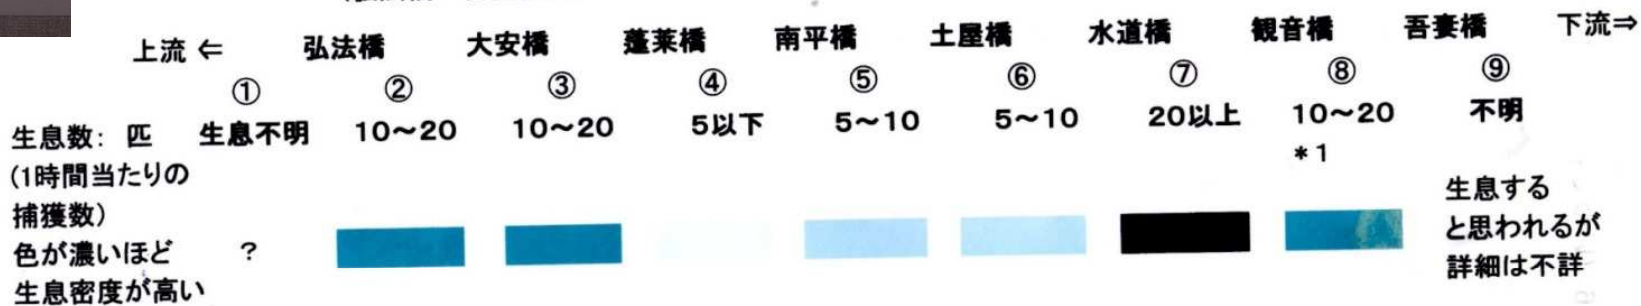 上流 ⇐ 弘法橋 大安橋 蓬莱橋 南平橋 土屋橋 水道橋 観音橋 吾妻橋 下流⇒
① ② ③ ④ ⑤ ⑥ ⑦ ⑧ ⑨
生息数: 匹 生息不明 10～20 10～20 5以下 5～10 5～10 20以上 10～20 不明
(1時間当たりの ＊1
捕獲数) 生息する
色が濃いほど ? と思われるが
生息密度が高い 詳細は不詳